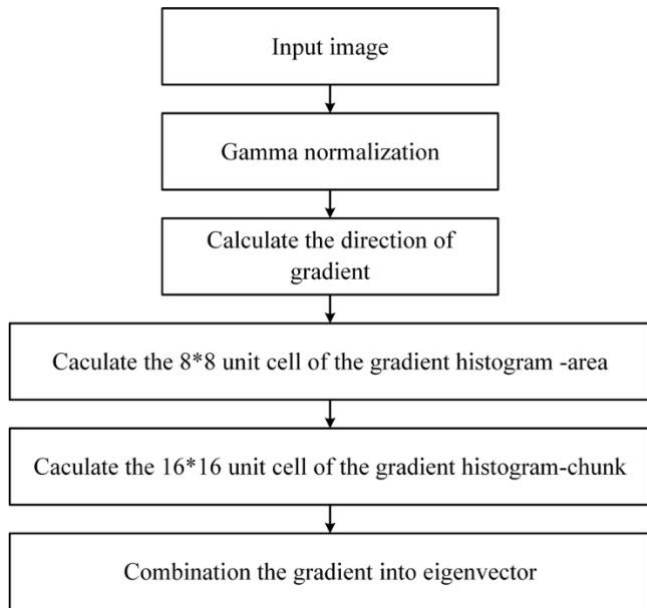 Input image
Gamma normalization
Calculate the direction of
gradient
Caculate the 8*8 unit cell of the gradient histogram -area
Caculate the 16*16 unit cell of the gradient histogram-chunk
Combination the gradient into eigenvector